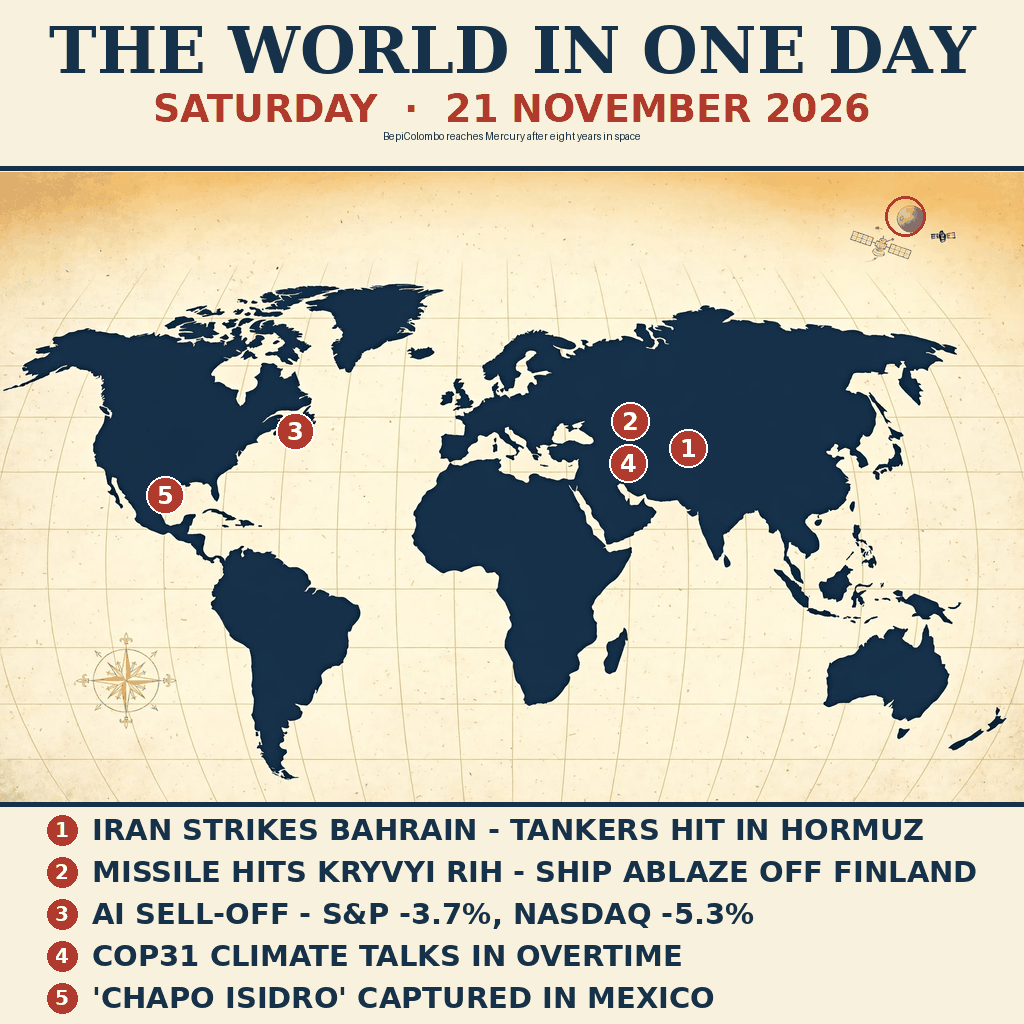 THE WORLD IN ONE DAY
SATURDAY · 21 NOVEMBER 2026
BepiColombo reaches Mercury after eight years in space
2
3
1
4
5
1 IRAN STRIKES BAHRAIN - TANKERS HIT IN HORMUZ
2 MISSILE HITS KRYVYI RIH - SHIP ABLAZE OFF FINLAND
3 AI SELL-OFF - S&P -3.7%, NASDAQ -5.3%
4 COP31 CLIMATE TALKS IN OVERTIME
5 'CHAPO ISIDRO' CAPTURED IN MEXICO